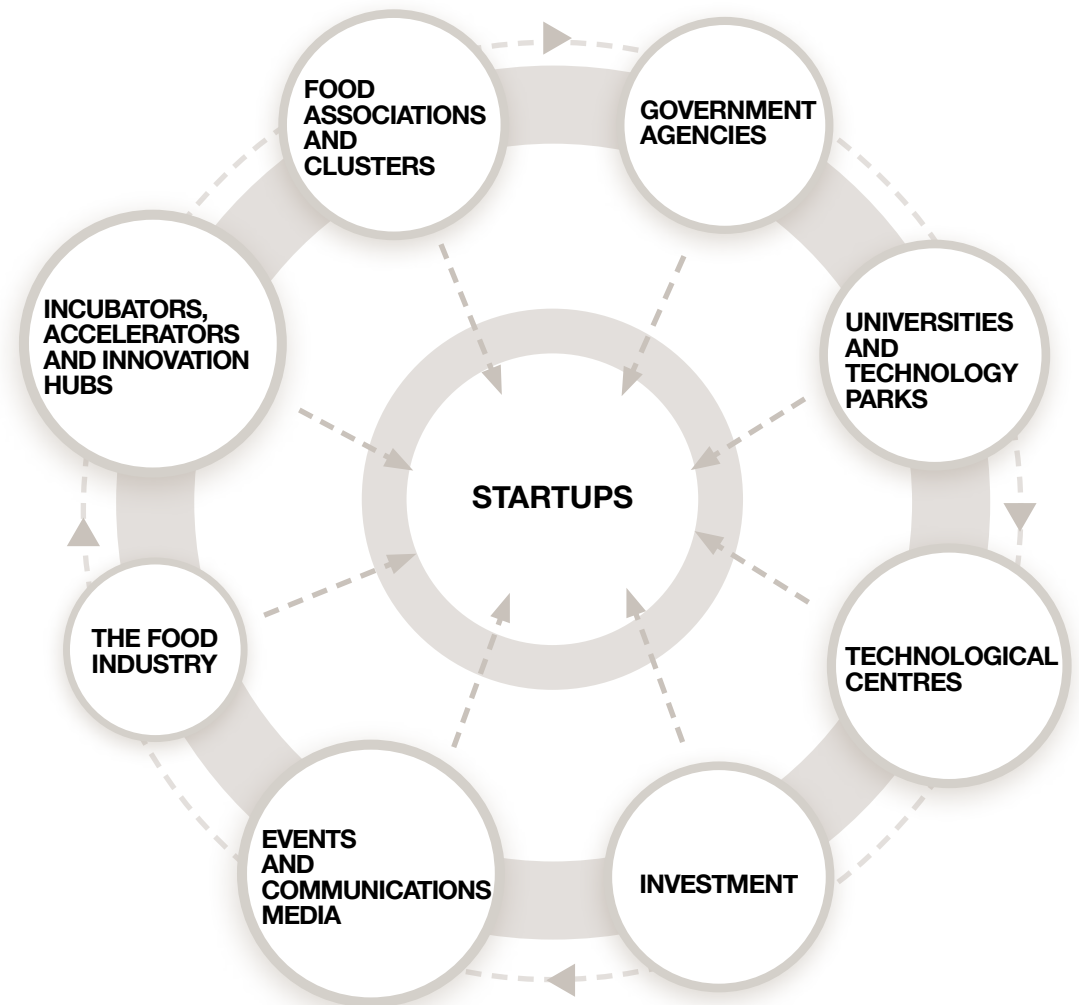 FOOD
ASSOCIATIONS
AND
CLUSTERS
GOVERNMENT
AGENCIES
INCUBATORS,
ACCELERATORS
AND INNOVATION
HUBS
UNIVERSITIES
AND
TECHNOLOGY
PARKS
STARTUPS
THE FOOD
INDUSTRY
TECHNOLOGICAL
CENTRES
EVENTS
AND
COMMUNICATIONS
MEDIA
INVESTMENT